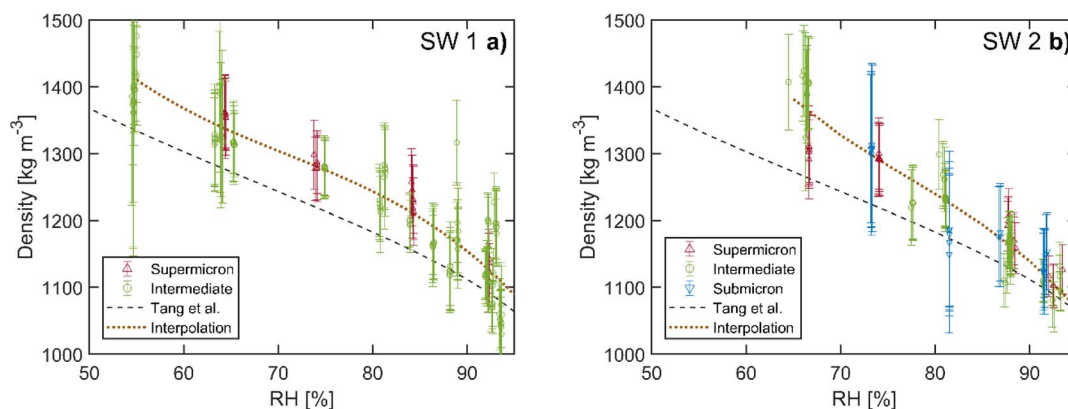 SW 1 a)
1500
1400
1300
1200
1100
1000
Density [kg m⁻³]
Supermicron
Intermediate
Tang et al.
Interpolation
50 60 70 80 90
RH [%]
SW 2 b)
1500
1400
1300
1200
1100
1000
Density [kg m⁻³]
Supermicron
Intermediate
Submicron
Tang et al.
Interpolation
50 60 70 80 90
RH [%]